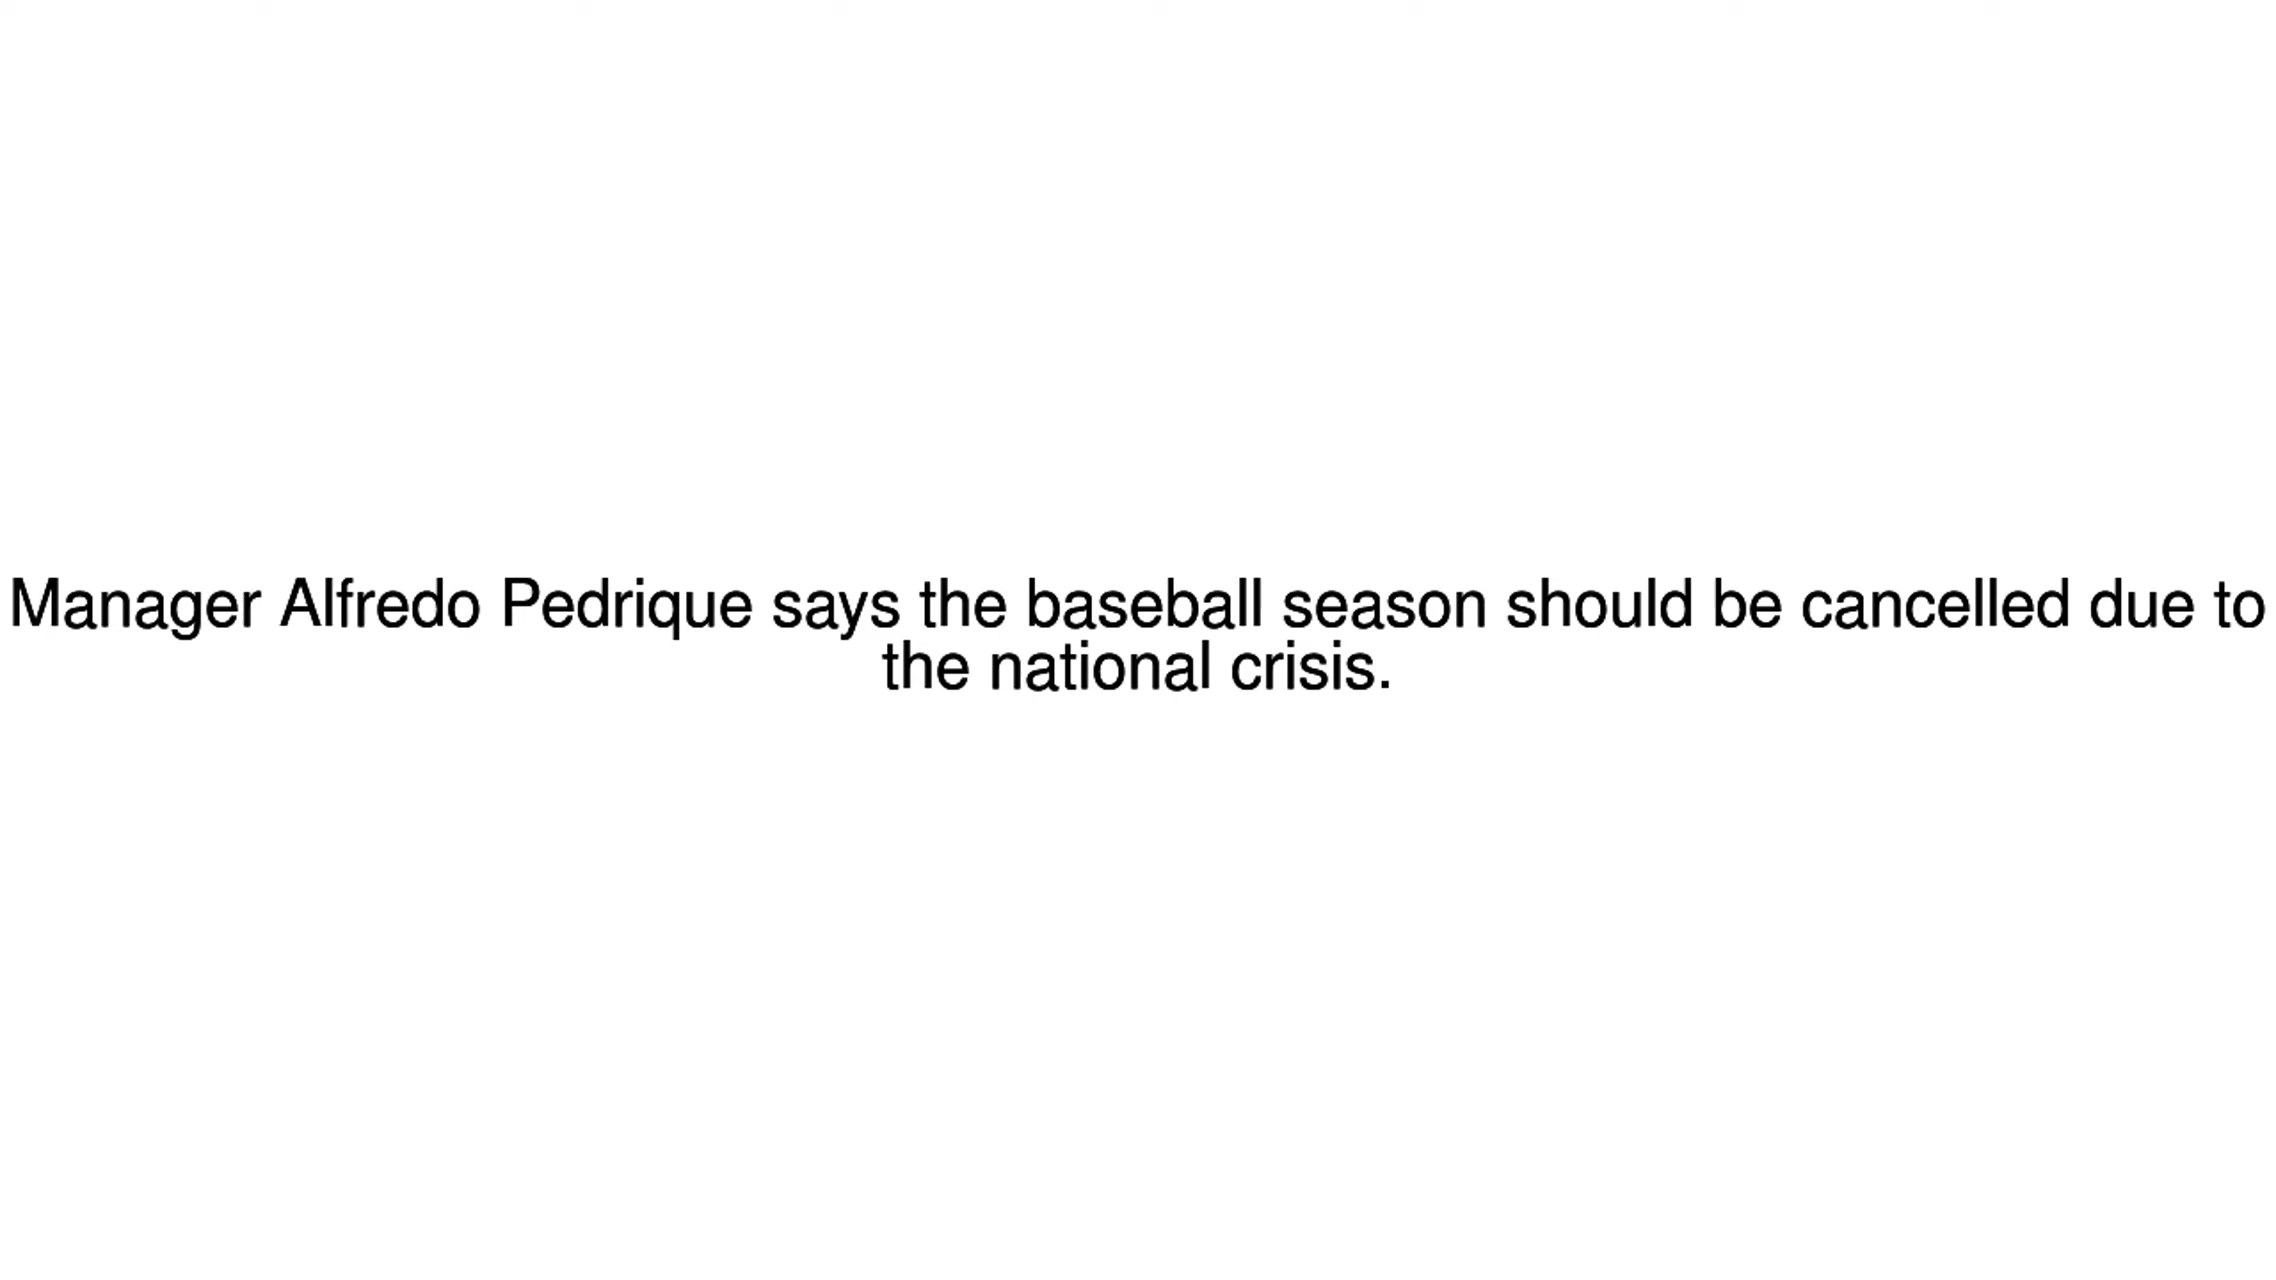 Manager Alfredo Pedrique says the baseball season should be cancelled due to
the national crisis.